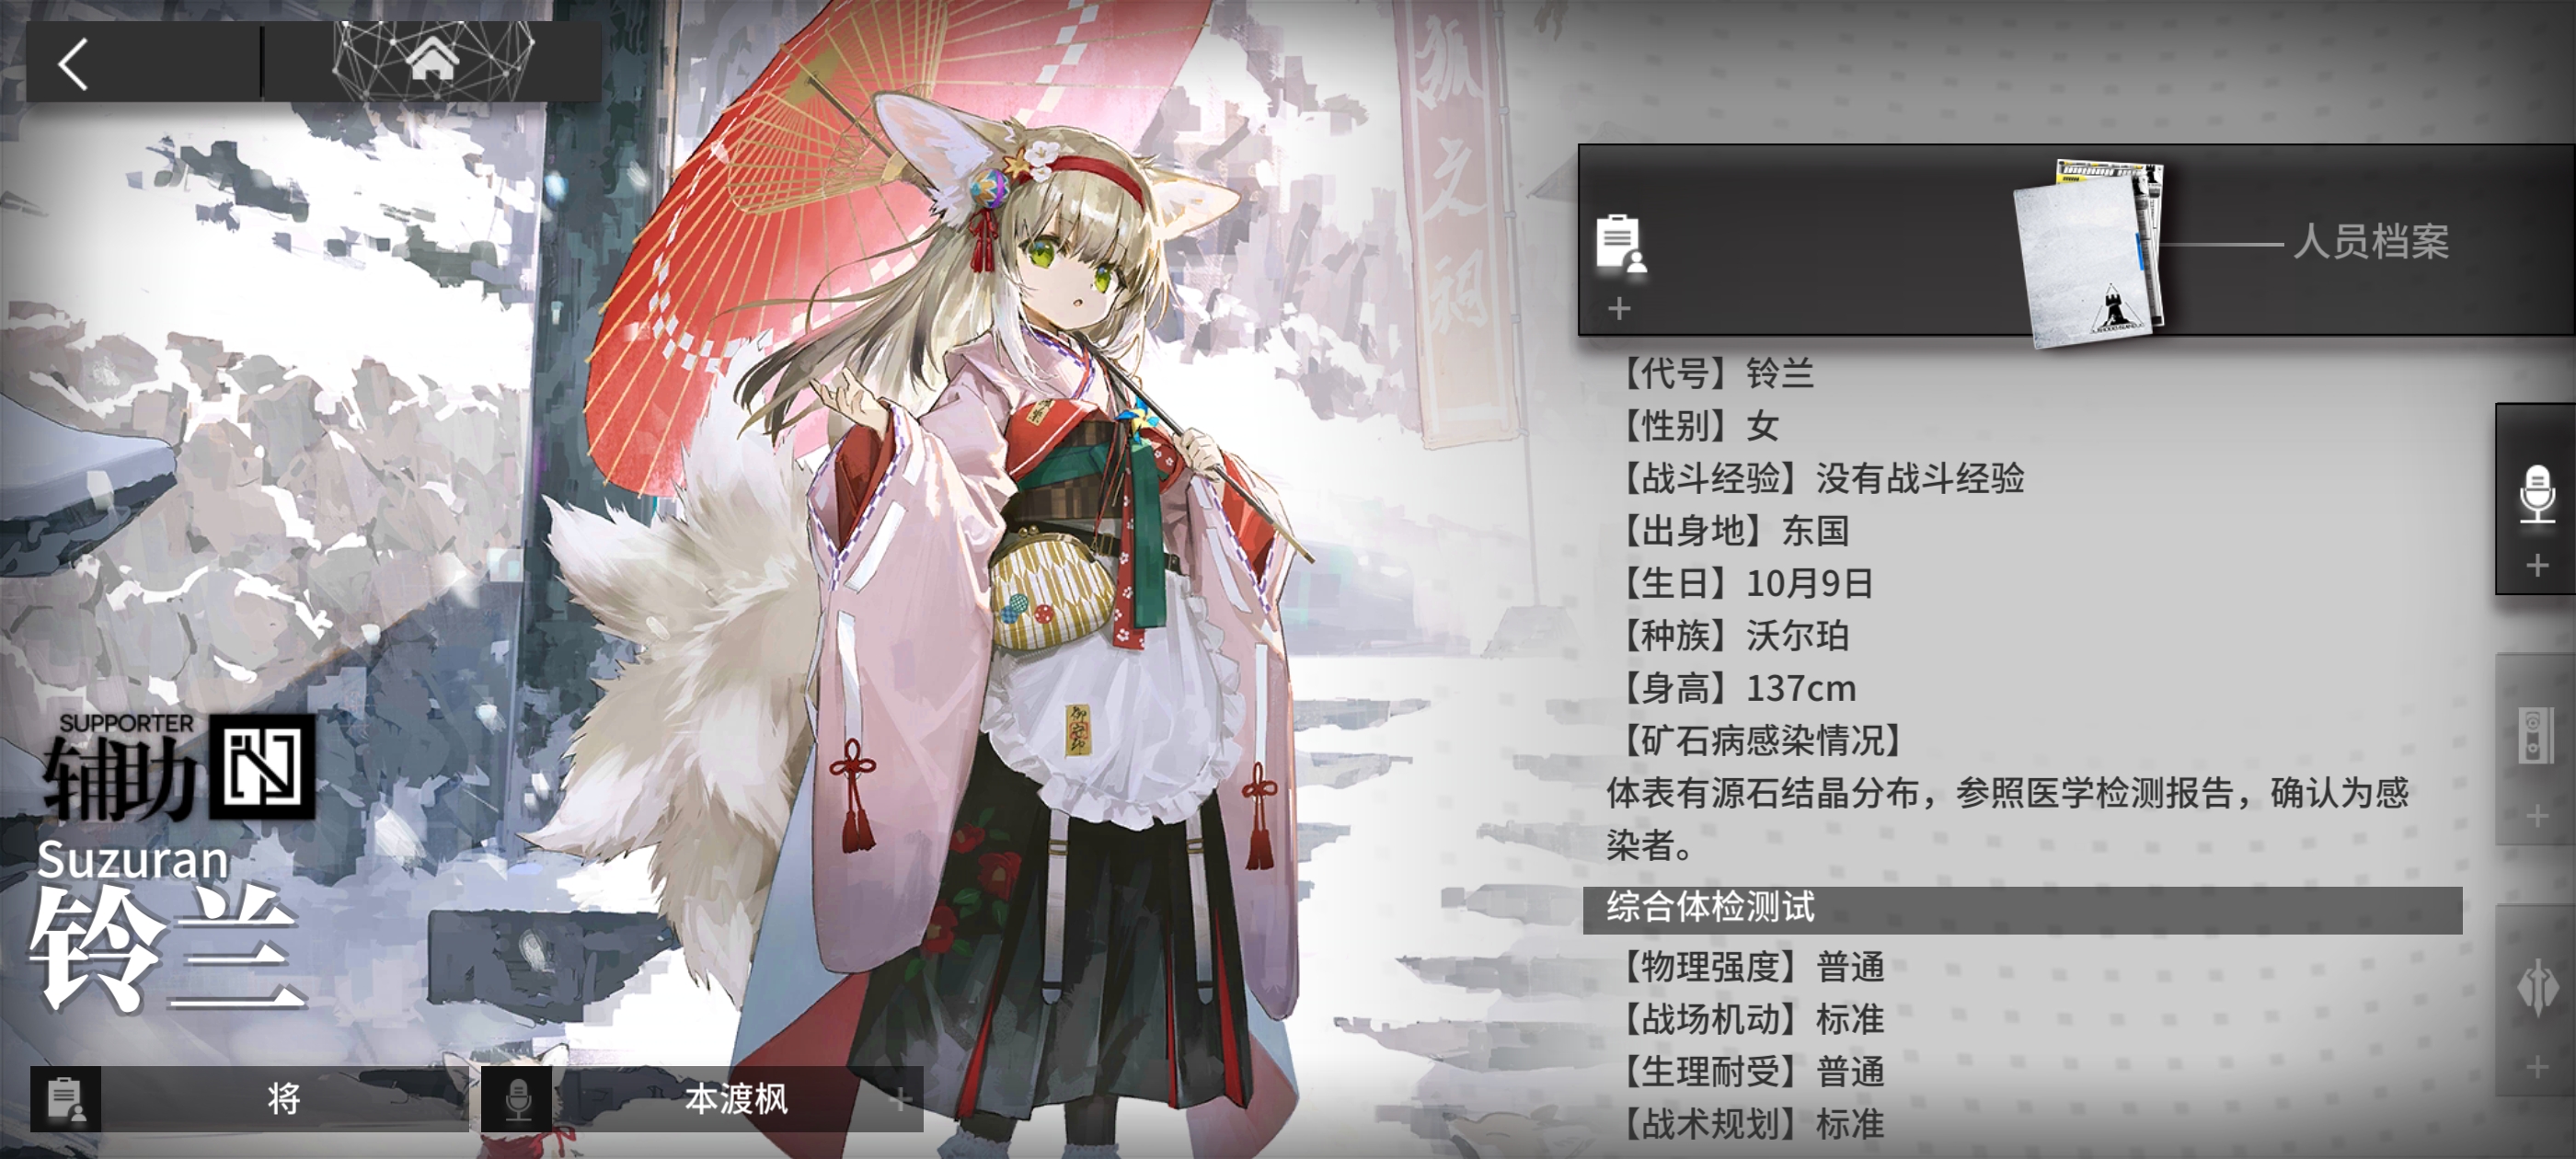 狐之祠
人员档案
【代号】铃兰
【性别】女
【战斗经验】没有战斗经验
【出身地】东国
【生日】10月9日
【种族】沃尔珀
【身高】137cm
【矿石病感染情况】
体表有源石结晶分布，参照医学检测报告，确认为感
染者。
综合体检测试
【物理强度】普通
【战场机动】标准
【生理耐受】普通
【战术规划】标准
SUPPORTER
辅助
Suzuran
铃兰
将
本渡枫